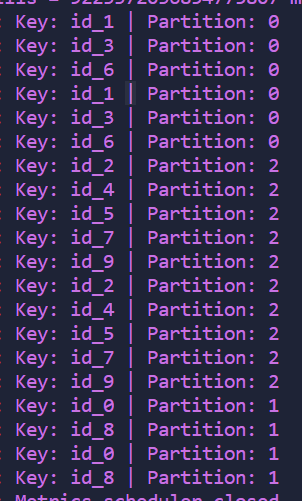 : Key: id_1 | Partition: 0
: Key: id_3 | Partition: 0
: Key: id_6 | Partition: 0
: Key: id_1 | Partition: 0
: Key: id_3 | Partition: 0
: Key: id_6 | Partition: 0
: Key: id_2 | Partition: 2
: Key: id_4 | Partition: 2
: Key: id_5 | Partition: 2
: Key: id_7 | Partition: 2
: Key: id_9 | Partition: 2
: Key: id_2 | Partition: 2
: Key: id_4 | Partition: 2
: Key: id_5 | Partition: 2
: Key: id_7 | Partition: 2
: Key: id_9 | Partition: 2
: Key: id_0 | Partition: 1
: Key: id_8 | Partition: 1
: Key: id_0 | Partition: 1
: Key: id_8 | Partition: 1
Metrics scheduler closed